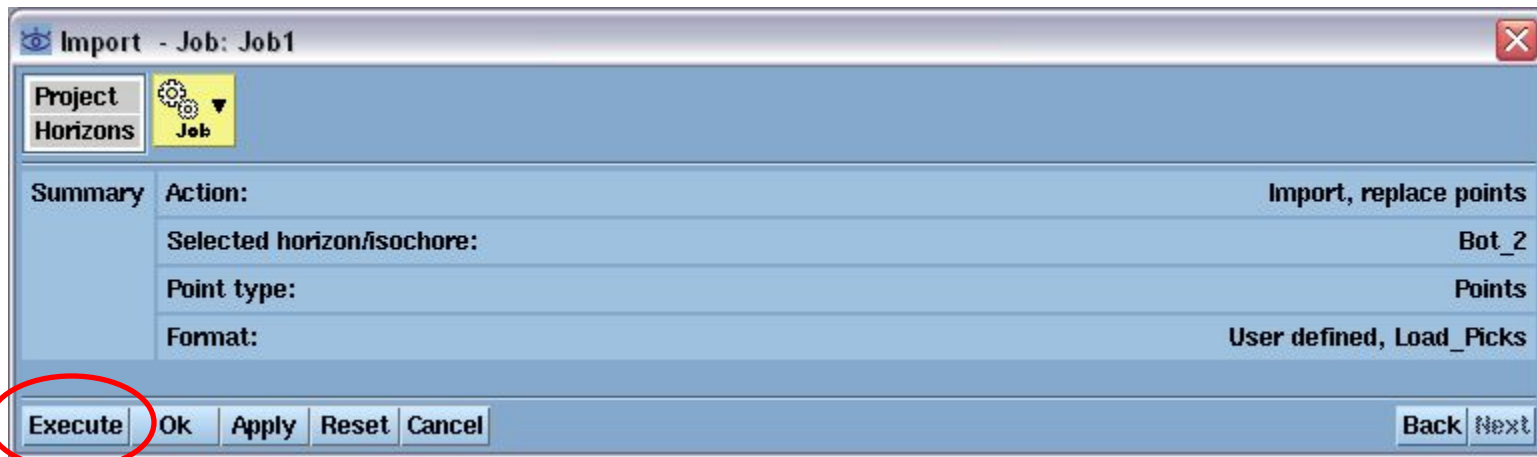 Import - Job: Job1
Project
Horizons
Job
Summary Action: Import, replace points
Selected horizon/isochore: Bot_2
Point type: Points
Format: User defined, Load_Picks
Execute Ok Apply Reset Cancel Back Next